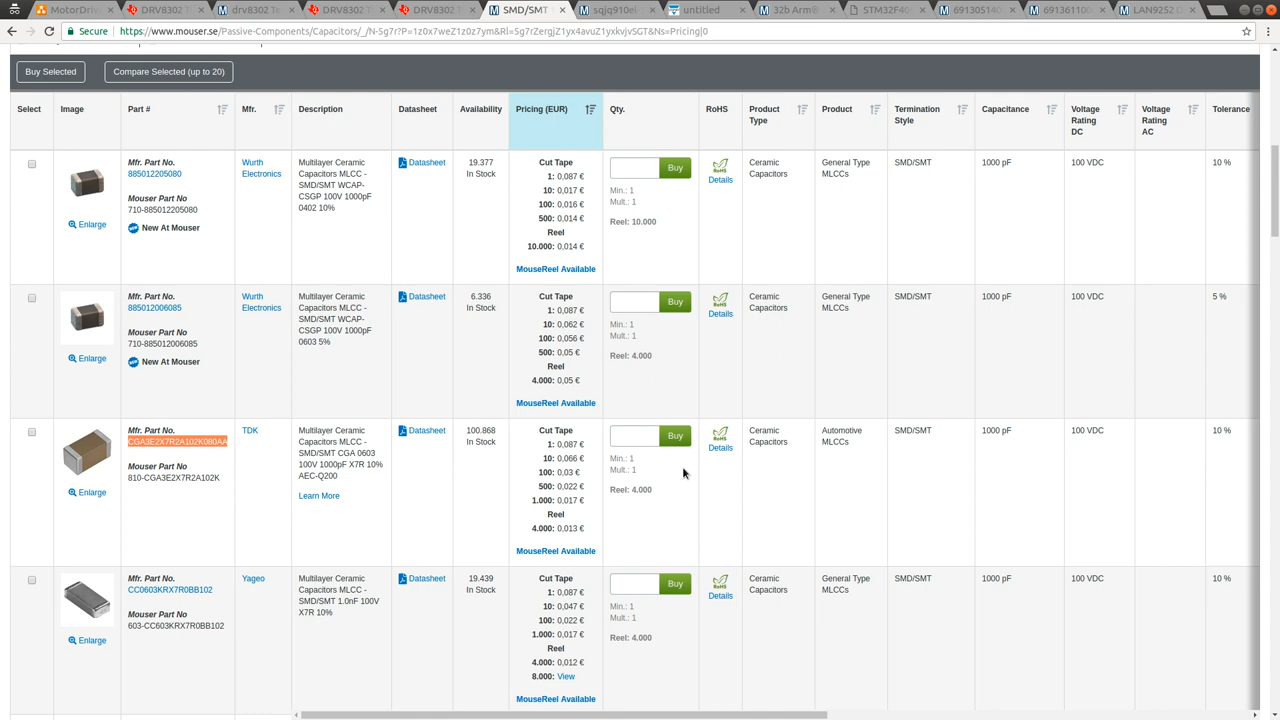 MotorDriv
DRV8302 T
drv8302 Te
DRV8302 T
DRV8302 T
SMD/SMT
sqjq910el
untitled
32b Arm®
STM32F40
691305140
691361100
LAN9252 D
Secure
https://www.mouser.se/Passive-Components/Capacitors/_/N-5g7r?P=1z0x7weZ1z0z7ym&Rl=5g7rZergjZ1yx4avuZ1yxkvjvSGT&Ns=Pricing|0
Buy Selected
Compare Selected (up to 20)
Select
Image
Part #
Mfr.
Description
Datasheet
Availability
Pricing (EUR)
Qty.
RoHS
Product
Type
Product
Termination
Style
Capacitance
Voltage
Rating
DC
Voltage
Rating
AC
Tolerance
Enlarge
Mfr. Part No.
885012205080
Mouser Part No
710-885012205080
New At Mouser
Wurth
Electronics
Multilayer Ceramic
Capacitors MLCC -
SMD/SMT WCAP-
CSGP 100V 1000pF
0402 10%
Datasheet
19.377
In Stock
Cut Tape
1: 0,087 €
10: 0,017 €
100: 0,016 €
500: 0,014 €
Reel
10.000: 0,014 €
MouseReel Available
Buy
Min.: 1
Mult.: 1
Reel: 10.000
RoHS
Details
Ceramic
Capacitors
General Type
MLCCs
SMD/SMT
1000 pF
100 VDC
10 %
Enlarge
Mfr. Part No.
885012006085
Mouser Part No
710-885012006085
New At Mouser
Wurth
Electronics
Multilayer Ceramic
Capacitors MLCC -
SMD/SMT WCAP-
CSGP 100V 1000pF
0603 5%
Datasheet
6.336
In Stock
Cut Tape
1: 0,087 €
10: 0,062 €
100: 0,056 €
500: 0,05 €
Reel
4.000: 0,05 €
MouseReel Available
Buy
Min.: 1
Mult.: 1
Reel: 4.000
RoHS
Details
Ceramic
Capacitors
General Type
MLCCs
SMD/SMT
1000 pF
100 VDC
5 %
Enlarge
Mfr. Part No.
CGA3E2X7R2A102K080AA
Mouser Part No
810-CGA3E2X7R2A102K
TDK
Multilayer Ceramic
Capacitors MLCC -
SMD/SMT CGA 0603
100V 1000pF X7R 10%
AEC-Q200
Learn More
Datasheet
100.868
In Stock
Cut Tape
1: 0,087 €
10: 0,066 €
100: 0,03 €
500: 0,022 €
1.000: 0,017 €
Reel
4.000: 0,013 €
MouseReel Available
Buy
Min.: 1
Mult.: 1
Reel: 4.000
RoHS
Details
Ceramic
Capacitors
Automotive
MLCCs
SMD/SMT
1000 pF
100 VDC
10 %
Enlarge
Mfr. Part No.
CC0603KRX7R0BB102
Mouser Part No
603-CC603KRX7R0BB102
Yageo
Multilayer Ceramic
Capacitors MLCC -
SMD/SMT 1.0nF 100V
X7R 10%
Datasheet
19.439
In Stock
Cut Tape
1: 0,087 €
10: 0,047 €
100: 0,022 €
1.000: 0,017 €
Reel
4.000: 0,012 €
8.000: View
MouseReel Available
Buy
Min.: 1
Mult.: 1
Reel: 4.000
RoHS
Details
Ceramic
Capacitors
General Type
MLCCs
SMD/SMT
1000 pF
100 VDC
10 %